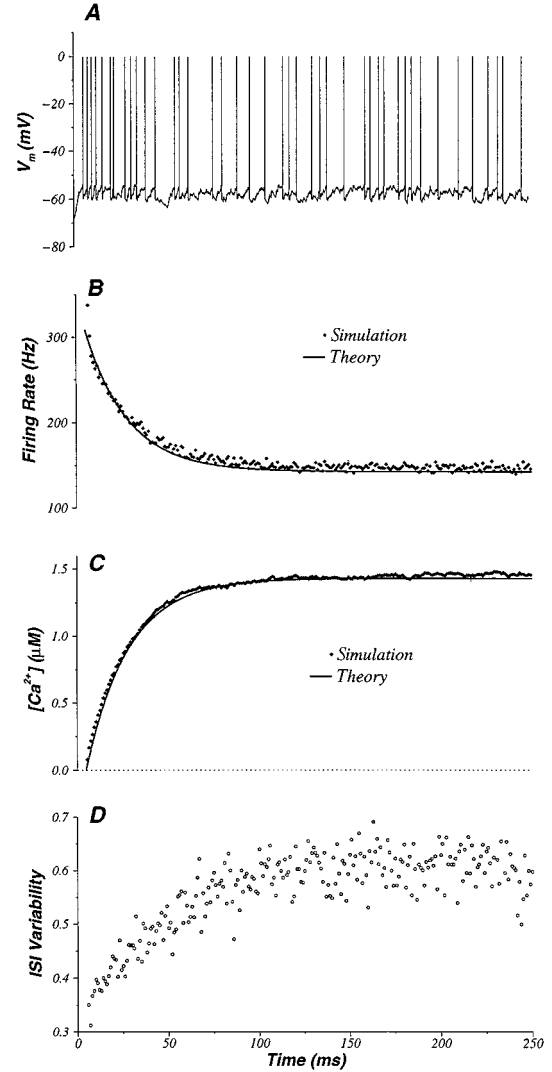 A
0
−20
−40
−60
−80
Vm (mV)
B
300
200
100
Firing Rate (Hz)
Simulation
Theory
C
1.5
1.0
0.5
0.0
[Ca2+] (μM)
Simulation
Theory
D
0.7
0.6
0.5
0.4
0.3
ISI Variability
0 50 100 150 200 250
Time (ms)